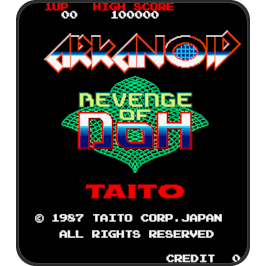 1UP HIGH SCORE
00 100000
ARKANOID
REVENGE
OF
DOH
TAITO
© 1987 TAITO CORP.JAPAN
ALL RIGHTS RESERVED
CREDIT 0